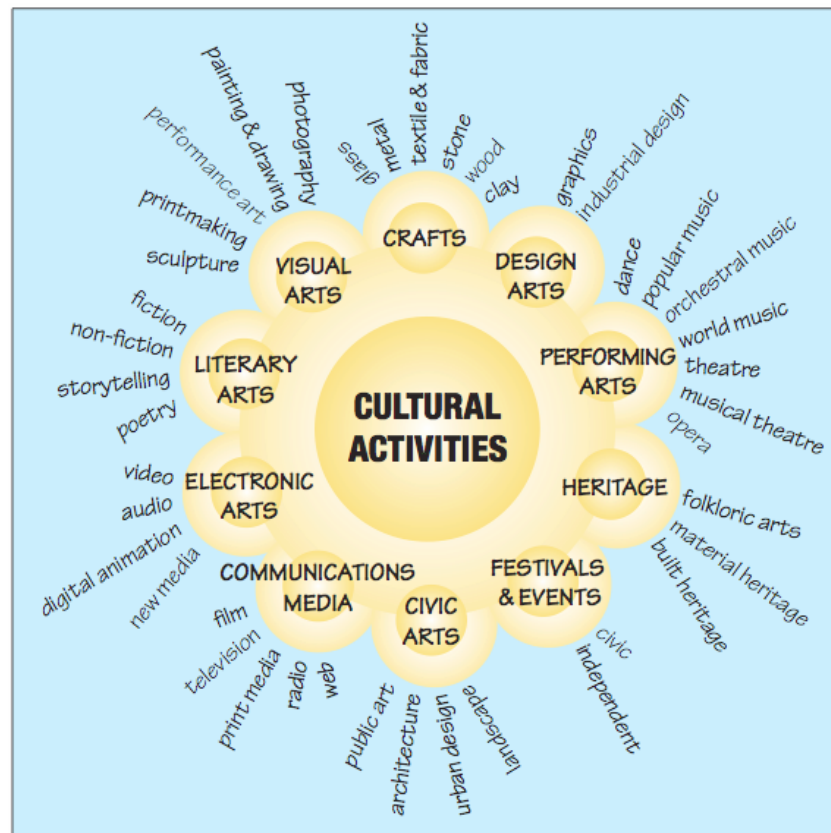 CULTURAL
ACTIVITIES
CRAFTS
glass
metal
textile & fabric
stone
wood
clay
DESIGN
ARTS
graphics
industrial design
PERFORMING
ARTS
dance
popular music
orchestral music
world music
theatre
musical theatre
opera
HERITAGE
folkloric arts
material heritage
built heritage
FESTIVALS
& EVENTS
civic
independent
CIVIC
ARTS
landscape
urban design
architecture
public art
COMMUNICATIONS
MEDIA
web
radio
print media
television
film
ELECTRONIC
ARTS
new media
digital animation
audio
video
LITERARY
ARTS
poetry
storytelling
non-fiction
fiction
VISUAL
ARTS
sculpture
printmaking
performance art
painting & drawing
photography